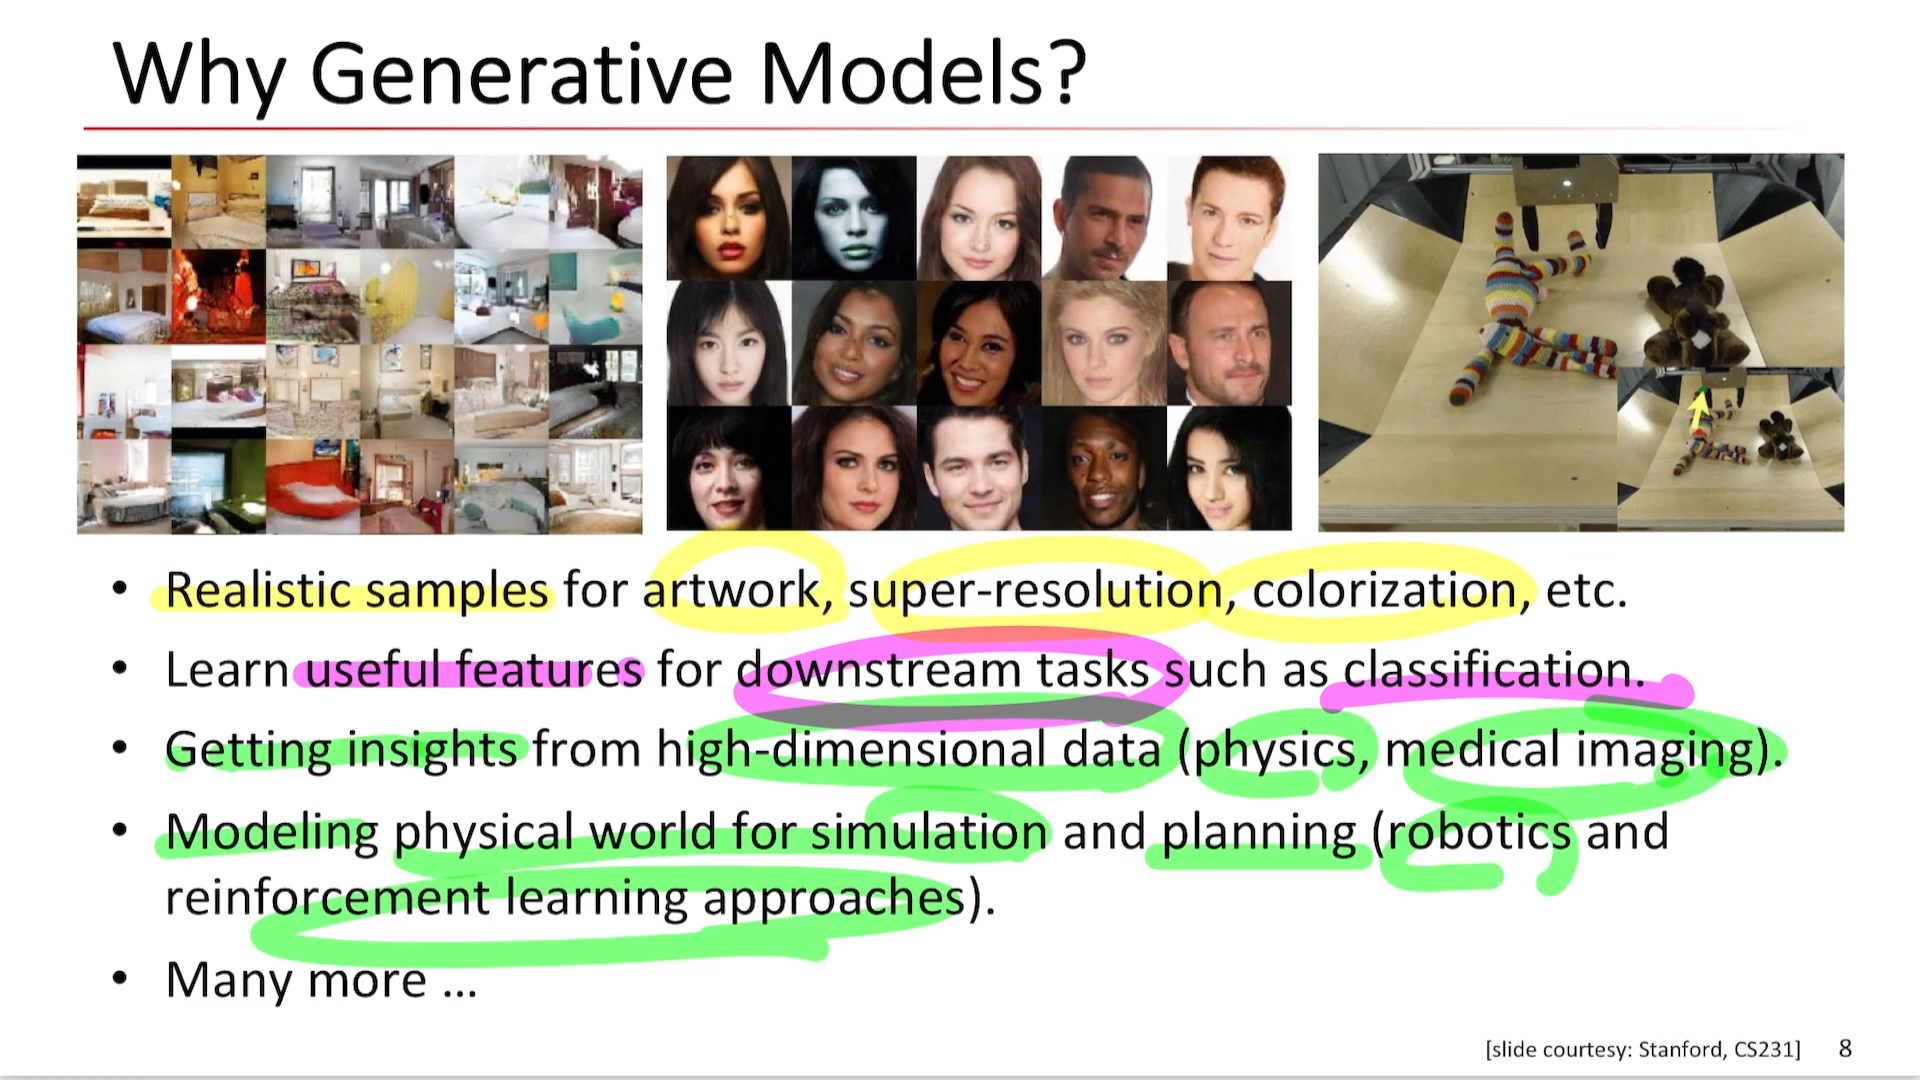 Why Generative Models?
• Realistic samples for artwork, super-resolution, colorization, etc.
• Learn useful features for downstream tasks such as classification.
• Getting insights from high-dimensional data (physics, medical imaging).
• Modeling physical world for simulation and planning (robotics and
reinforcement learning approaches).
• Many more ...
[slide courtesy: Stanford, CS231] 8